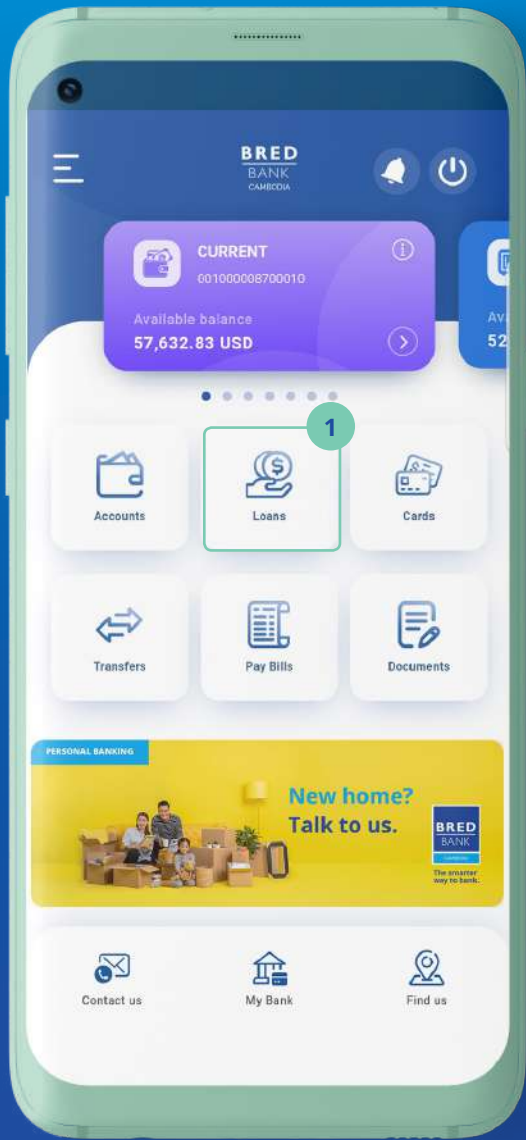 BRED
BANK
CAMBODIA
CURRENT
001000008700010
Available balance
57,632.83 USD
Av
52
1
Accounts
Loans
Cards
Transfers
Pay Bills
Documents
PERSONAL BANKING
New home?
Talk to us.
BRED
BANK
CAMBODIA
The smarter
way to bank.
Contact us
My Bank
Find us